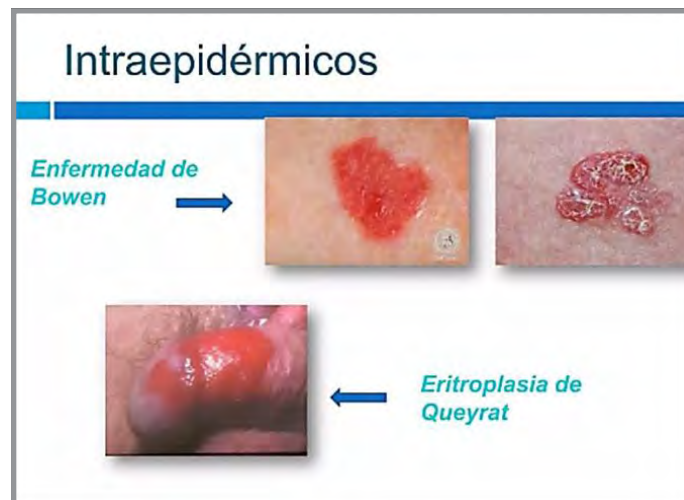 Intraepidérmicos
Enfermedad de
Bowen
Eritroplasia de
Queyrat